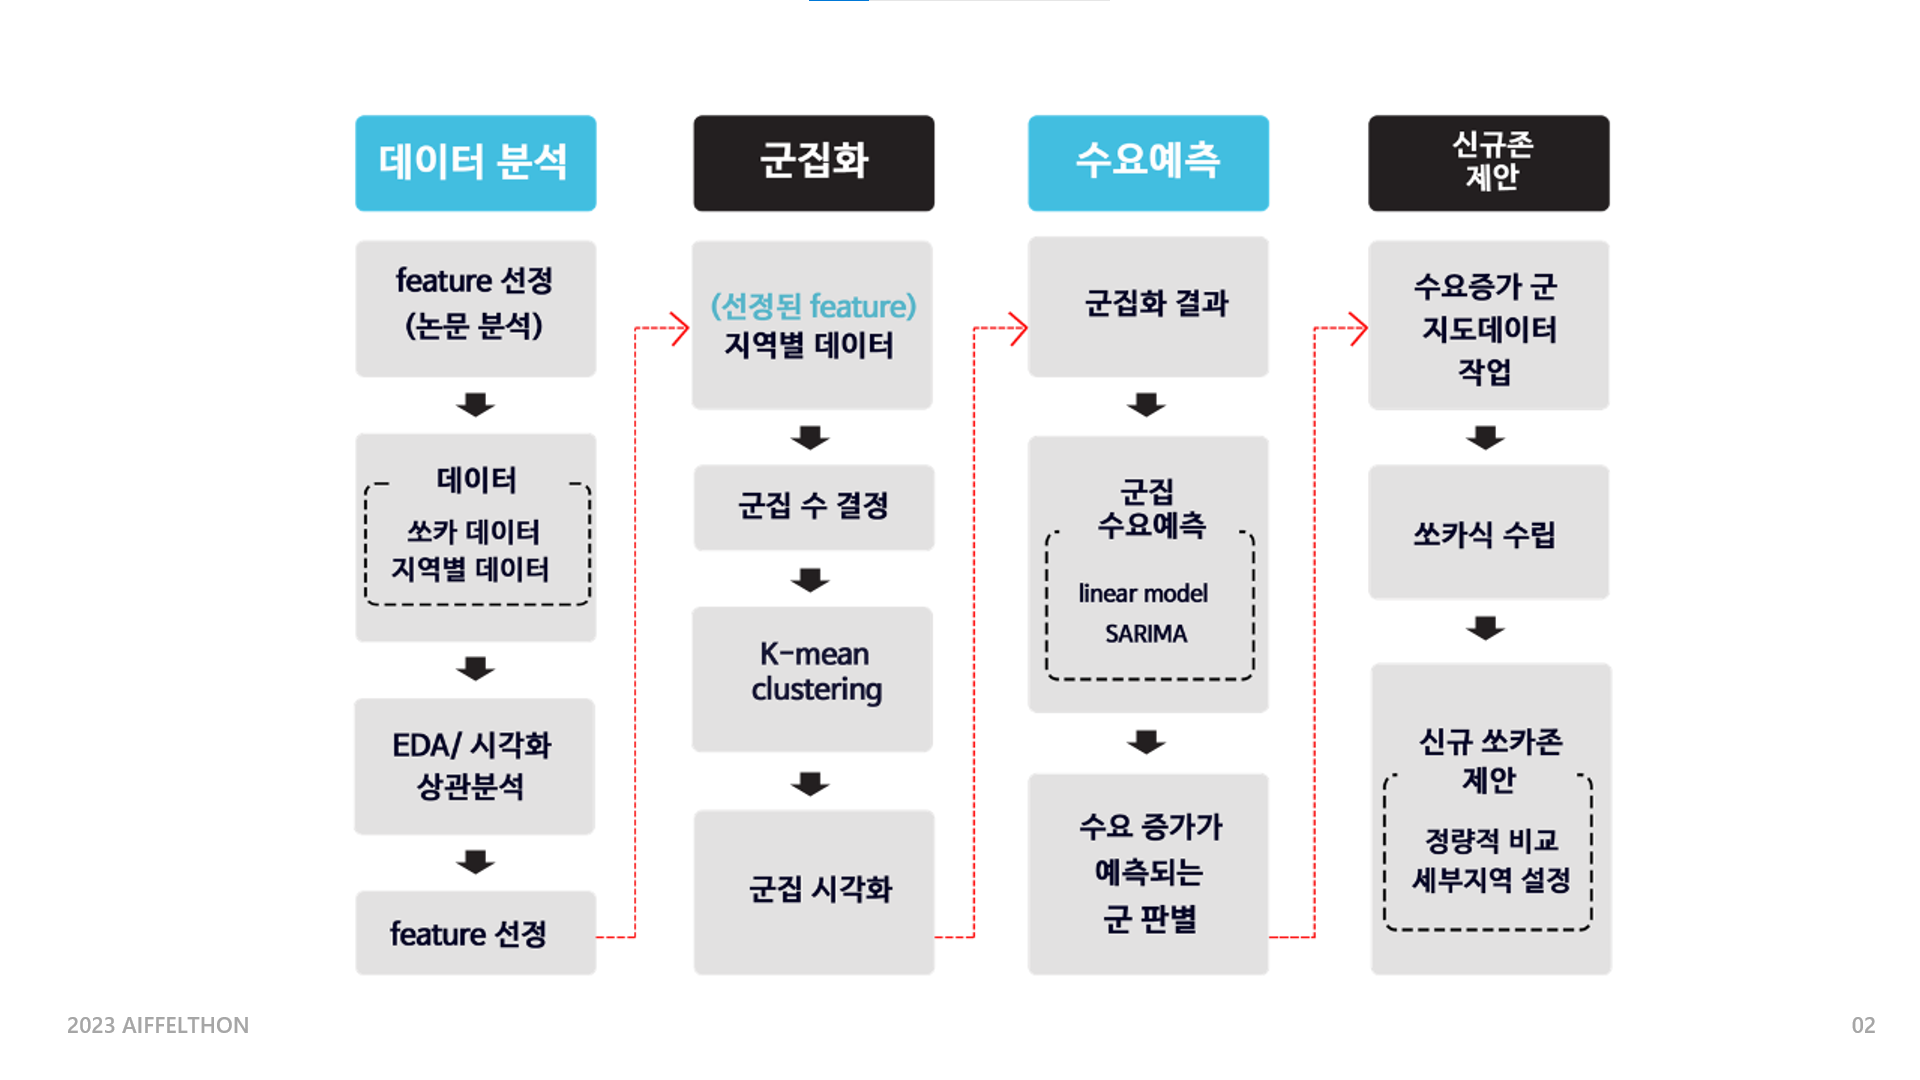 데이터 분석
feature 선정
(논문 분석)
데이터
쏘카 데이터
지역별 데이터
EDA/ 시각화
상관분석
feature 선정
군집화
(선정된 feature)
지역별 데이터
군집 수 결정
K-mean
clustering
군집 시각화
수요예측
군집화 결과
군집
수요예측
linear model
SARIMA
수요 증가가
예측되는
군 판별
신규존
제안
수요증가 군
지도데이터
작업
쏘카식 수립
신규 쏘카존
제안
정량적 비교
세부지역 설정
2023 AIFFELTHON
02